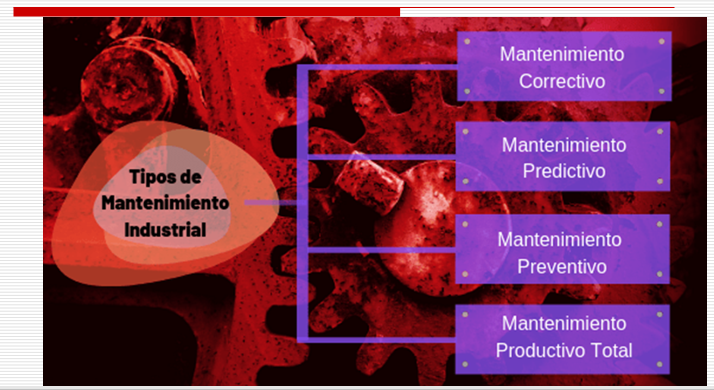 Tipos de
Mantenimiento
Industrial
Mantenimiento
Correctivo
Mantenimiento
Predictivo
Mantenimiento
Preventivo
Mantenimiento
Productivo Total